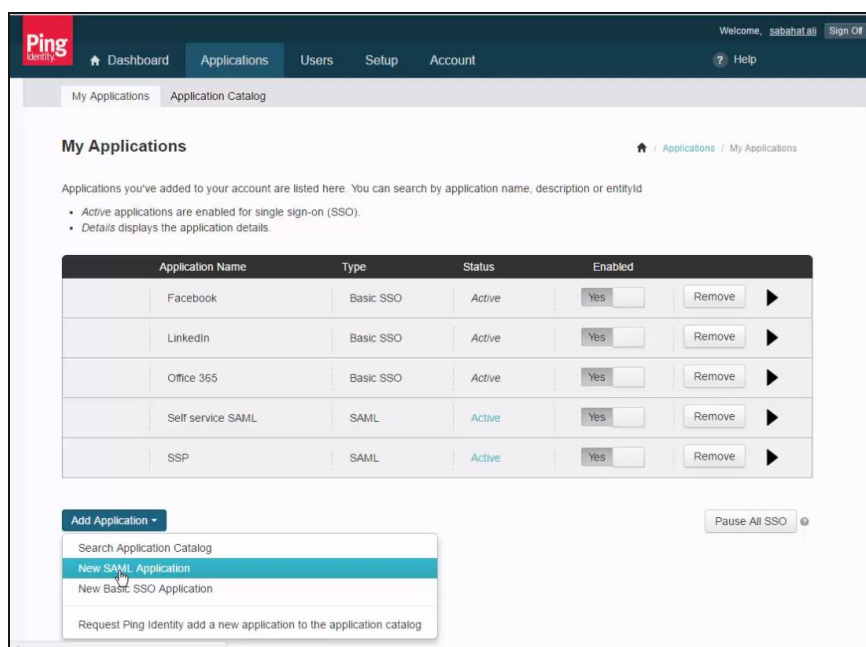 Welcome, sabahat ali Sign Off
Ping
Identity
Dashboard Applications Users Setup Account ? Help
My Applications Application Catalog
My Applications
/ Applications / My Applications
Applications you've added to your account are listed here. You can search by application name, description or entityId
• Active applications are enabled for single sign-on (SSO).
• Details displays the application details.
Application Name Type Status Enabled
Facebook Basic SSO Active Yes Remove
LinkedIn Basic SSO Active Yes Remove
Office 365 Basic SSO Active Yes Remove
Self service SAML SAML Active Yes Remove
SSP SAML Active Yes Remove
Add Application Pause All SSO
Search Application Catalog
New SAML Application
New Basic SSO Application
Request Ping Identity add a new application to the application catalog